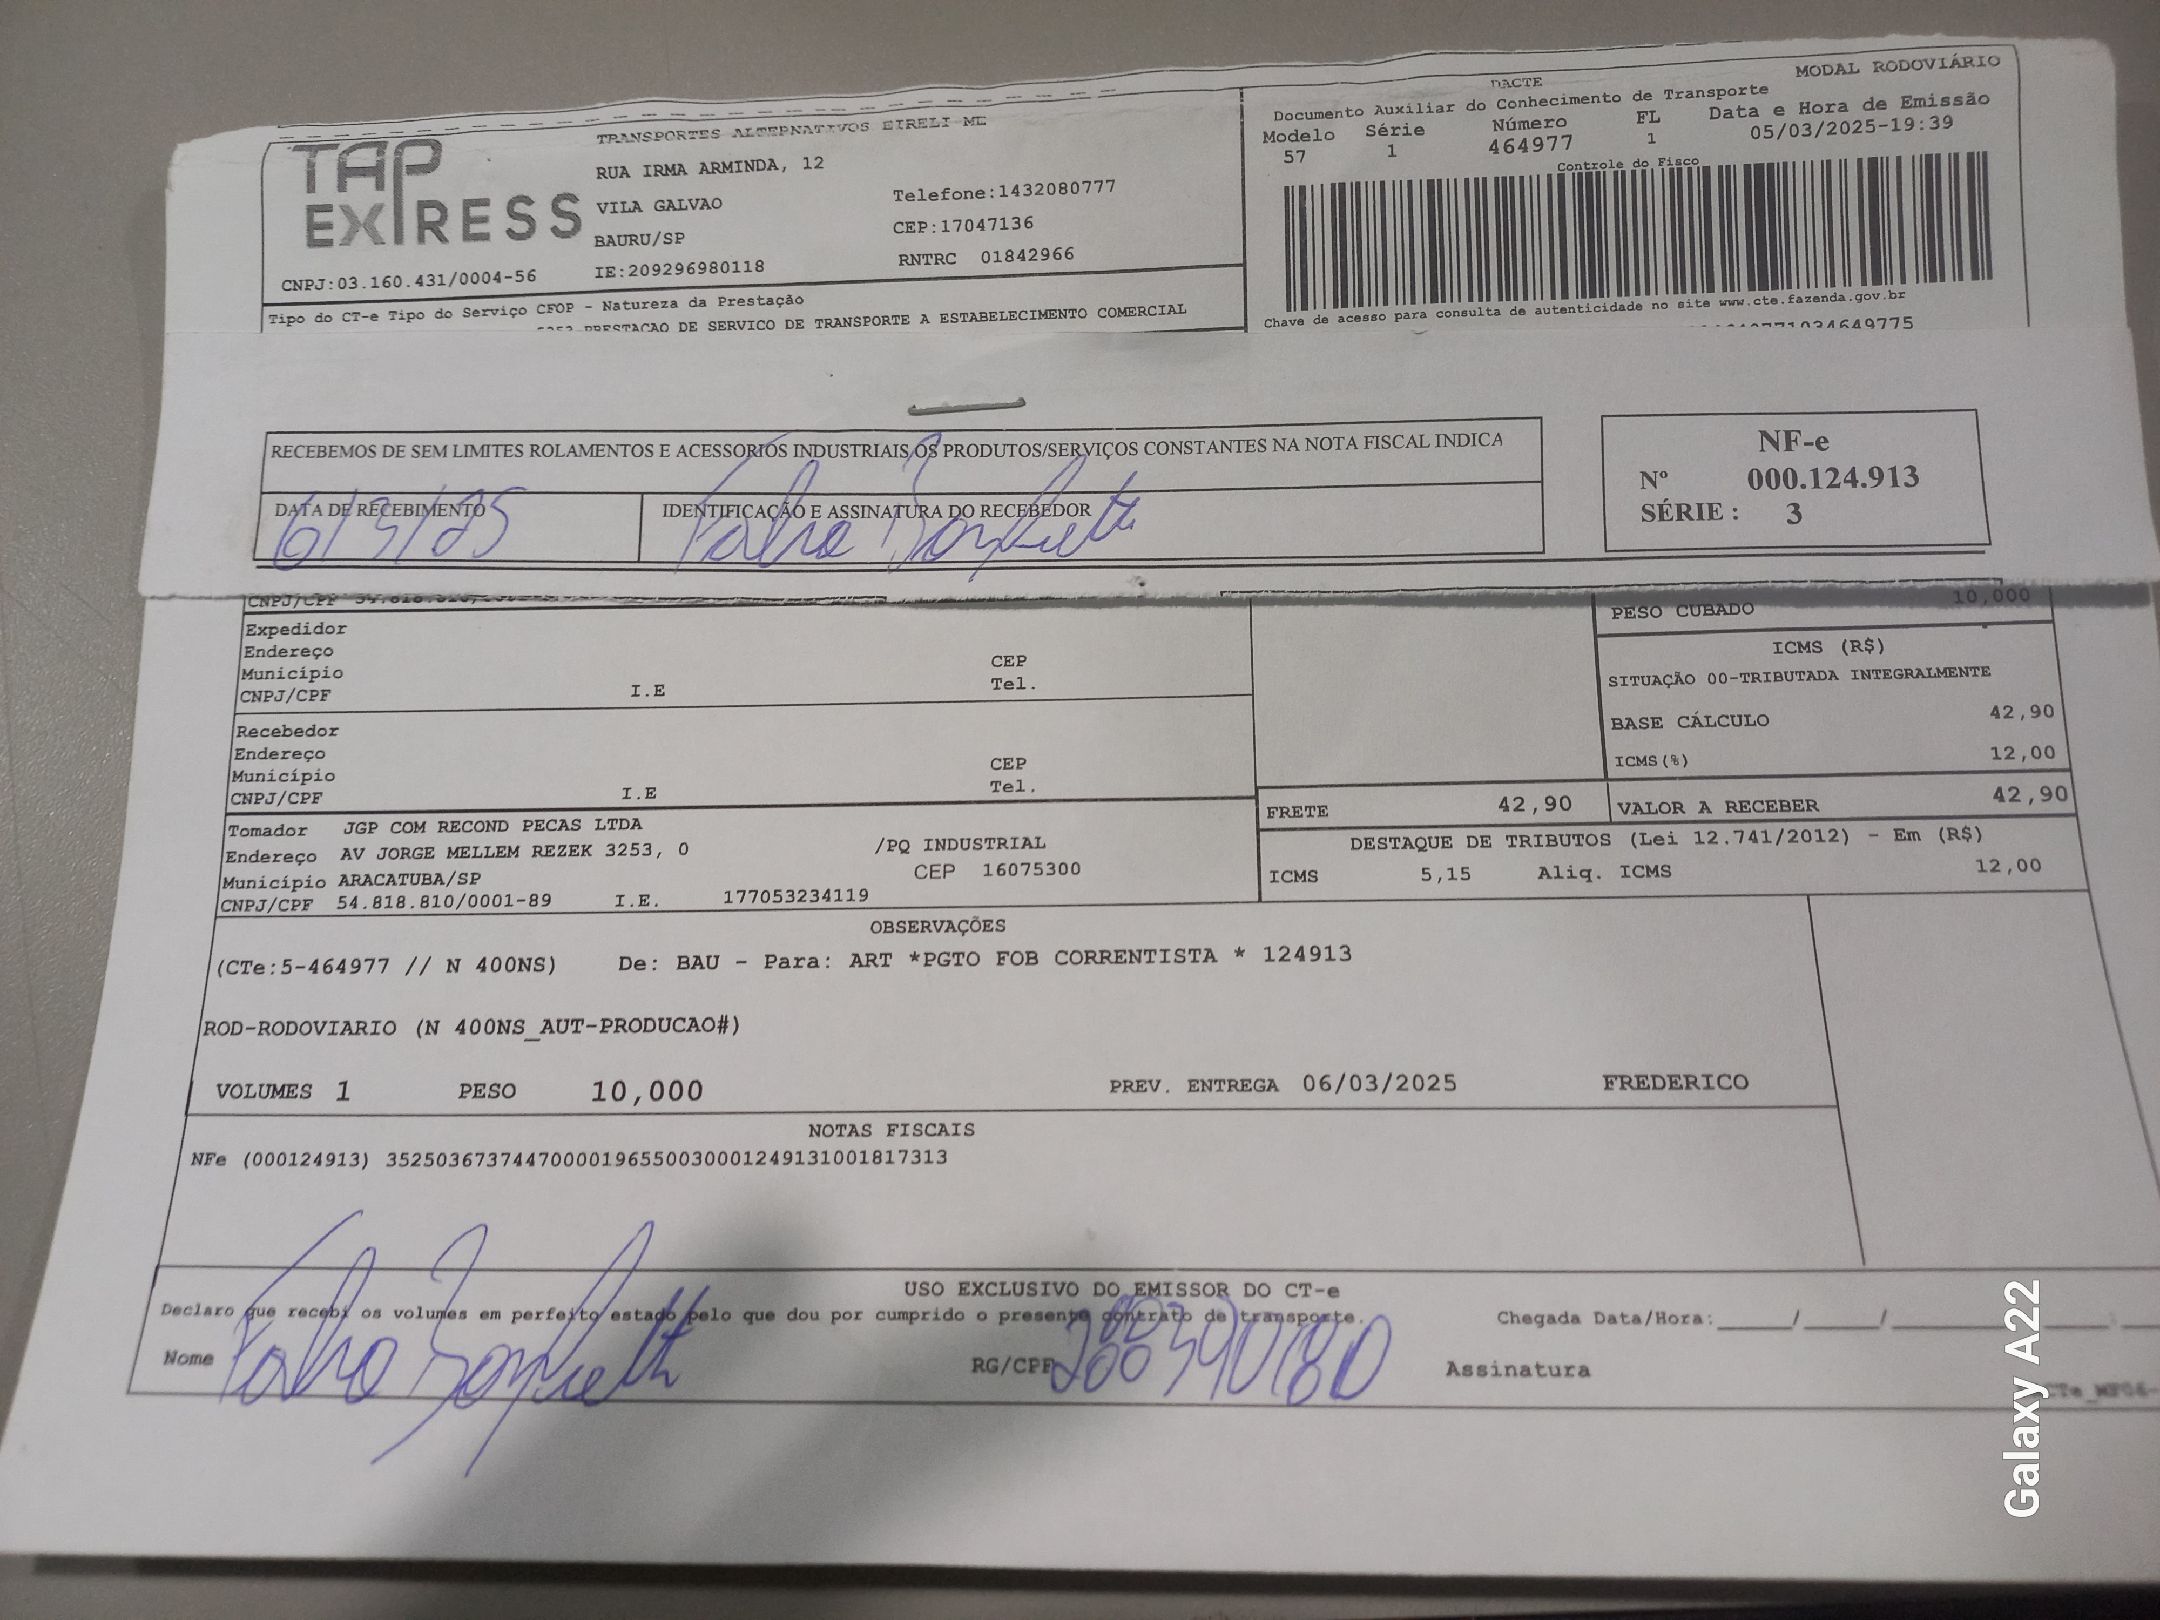 DACTE
MODAL RODOVIÁRIO
Documento Auxiliar do Conhecimento de Transporte
Modelo Série Número FL Data e Hora de Emissão
57 1 464977 1 05/03/2025-19:39
Controle do Fisco
TAP EXPRESS
TRANSPORTES ALTERNATIVOS EIRELI ME
RUA IRMA ARMINDA, 12
VILA GALVAO Telefone:1432080777
BAURU/SP CEP:17047136
CNPJ:03.160.431/0004-56 IE:209296980118 RNTRC 01842966
Tipo do CT-e Tipo do Serviço CFOP - Natureza da Prestação
PRESTACAO DE SERVICO DE TRANSPORTE A ESTABELECIMENTO COMERCIAL
Chave de acesso para consulta de autenticidade no site www.cte.fazenda.gov.br
RECEBEMOS DE SEM LIMITES ROLAMENTOS E ACESSORIOS INDUSTRIAIS OS PRODUTOS/SERVIÇOS CONSTANTES NA NOTA FISCAL INDICA
DATA DE RECEBIMENTO IDENTIFICAÇÃO E ASSINATURA DO RECEBEDOR
6/3/25
NF-e
Nº 000.124.913
SÉRIE : 3
CNPJ/CPF
PESO CUBADO 10,000
Expedidor
Endereço
Município CEP
CNPJ/CPF I.E Tel.
ICMS (R$)
SITUAÇÃO 00-TRIBUTADA INTEGRALMENTE
BASE CÁLCULO 42,90
ICMS(%) 12,00
Recebedor
Endereço
Município CEP
CNPJ/CPF I.E Tel.
FRETE 42,90 VALOR A RECEBER 42,90
Tomador JGP COM RECOND PECAS LTDA
Endereço AV JORGE MELLEM REZEK 3253, 0 /PQ INDUSTRIAL
Município ARACATUBA/SP CEP 16075300
CNPJ/CPF 54.818.810/0001-89 I.E. 177053234119
DESTAQUE DE TRIBUTOS (Lei 12.741/2012) - Em (R$)
ICMS 5,15 Aliq. ICMS 12,00
OBSERVAÇÕES
(CTe:5-464977 // N 400NS) De: BAU - Para: ART *PGTO FOB CORRENTISTA * 124913
ROD-RODOVIARIO (N 400NS_AUT-PRODUCAO#)
VOLUMES 1 PESO 10,000 PREV. ENTREGA 06/03/2025 FREDERICO
NOTAS FISCAIS
NFe (000124913) 35250367374470000196550030001249131001817313
USO EXCLUSIVO DO EMISSOR DO CT-e
Declaro que recebi os volumes em perfeito estado pelo que dou por cumprido o presente contrato de transporte.
Chegada Data/Hora:____/____/____
Nome RG/CPF Assinatura
Galaxy A22